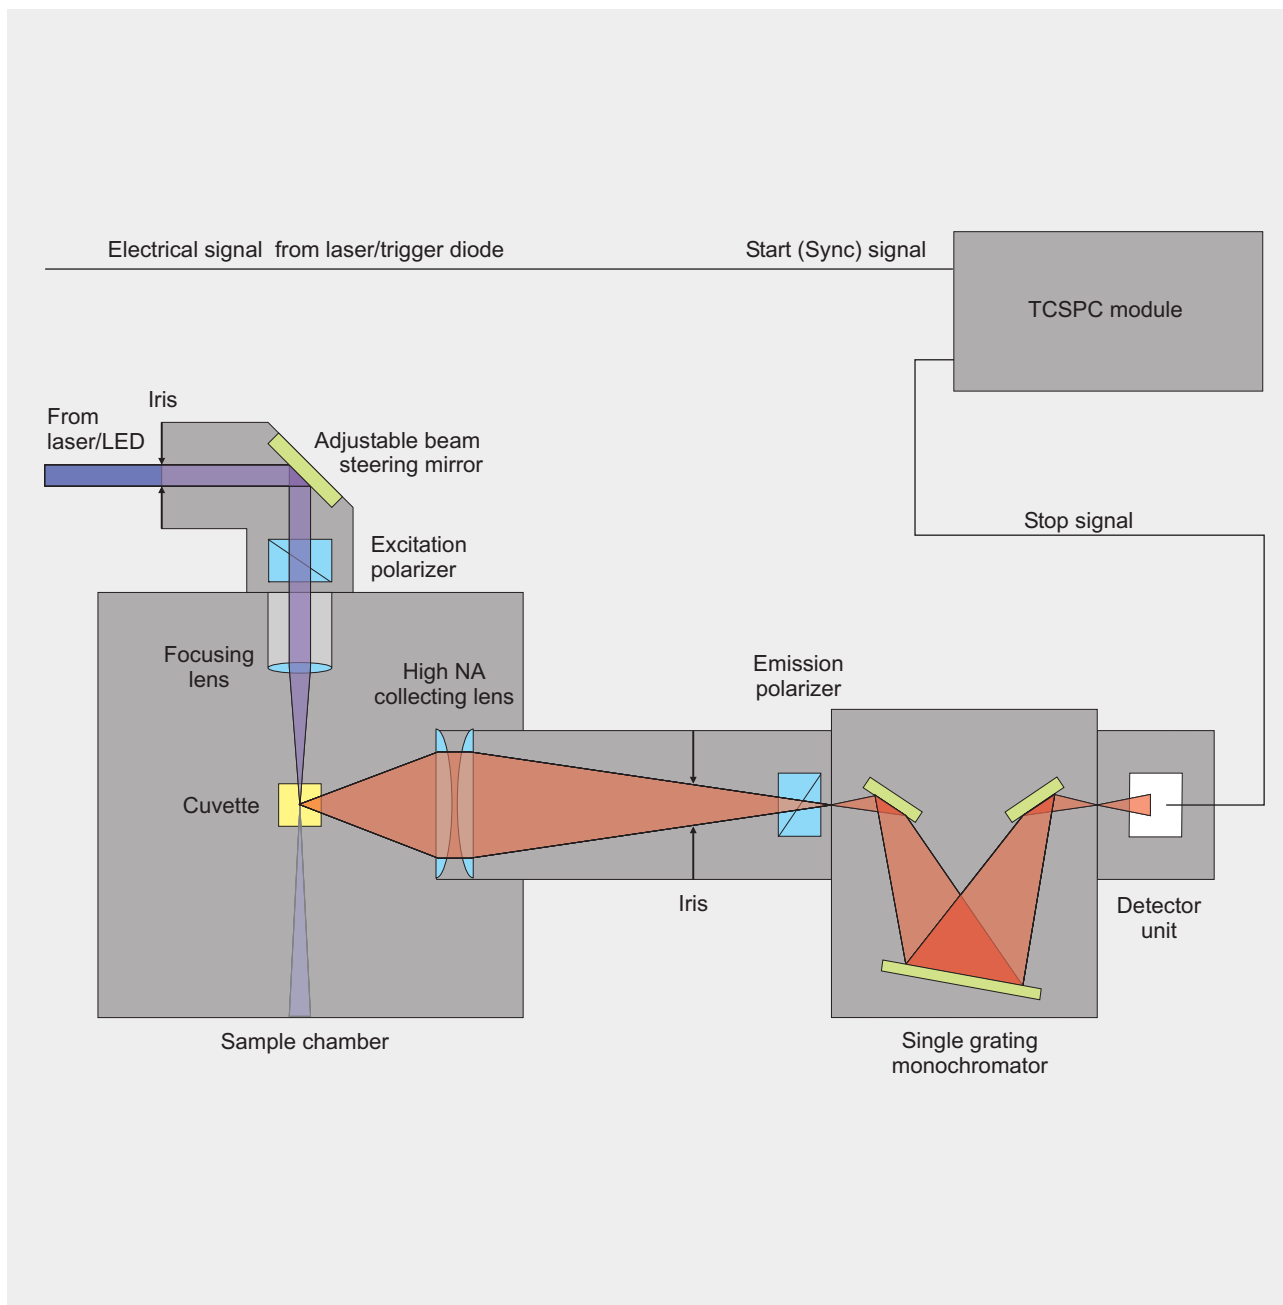 Electrical signal  from laser/trigger diode
Start (Sync) signal
TCSPC module
Iris
From
laser/LED
Adjustable beam
steering mirror
Stop signal
Excitation
polarizer
Focusing
lens
High NA
collecting lens
Emission
polarizer
Cuvette
Iris
Detector
unit
Sample chamber
Single grating
monochromator